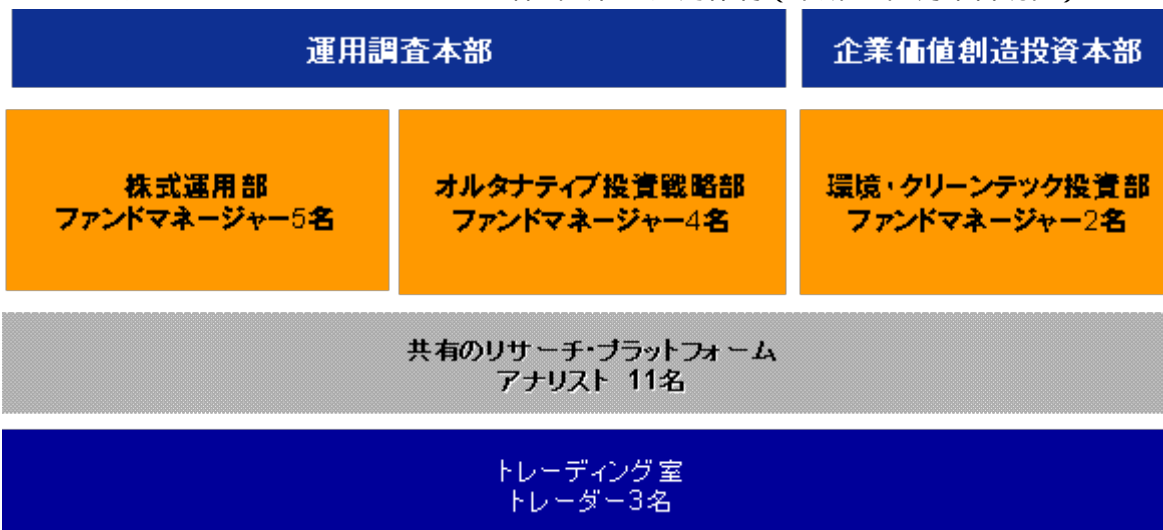 運用調査本部
企業価値創造投資本部
株式運用部
ファンドマネージャー5名
オルタナティブ投資戦略部
ファンドマネージャー4名
環境・クリーンテック投資部
ファンドマネージャー2名
共有のリサーチ・プラットフォーム
アナリスト 11名
トレーディング室
トレーダー3名